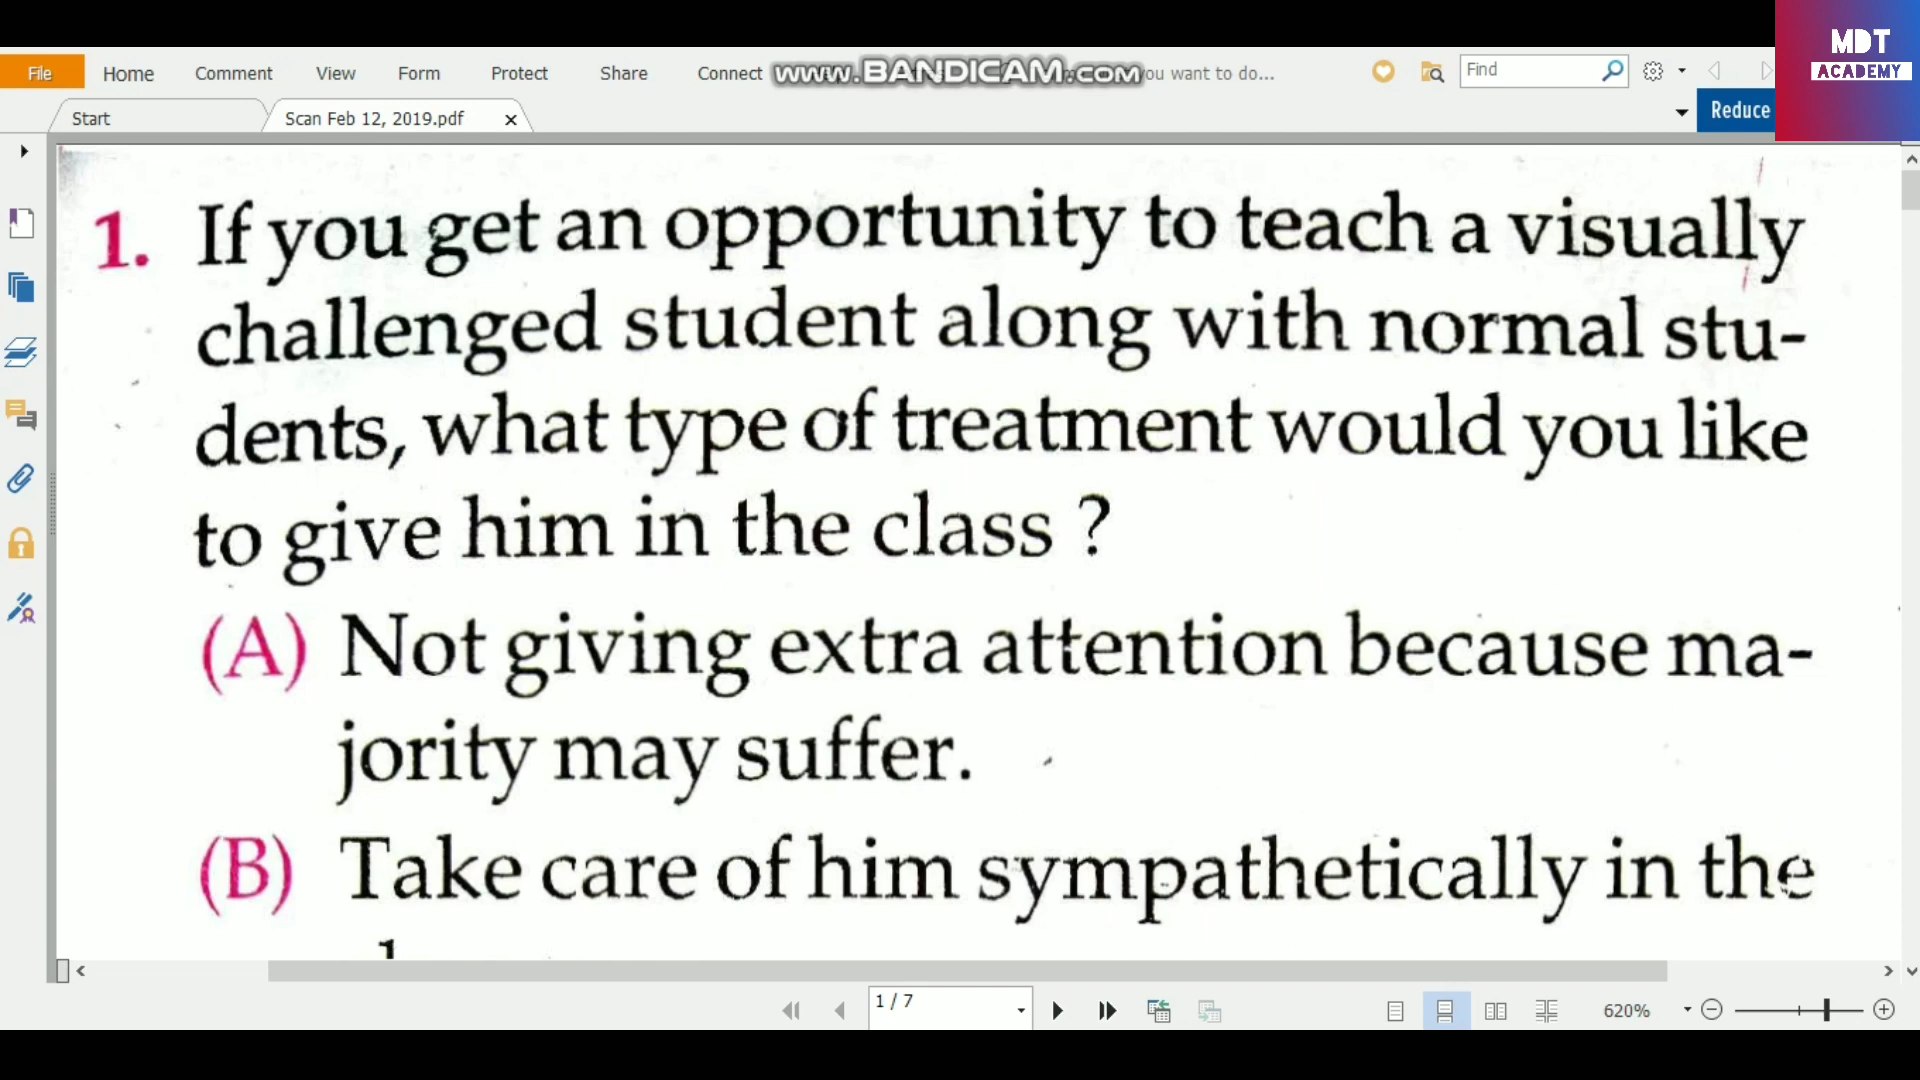 MDT
ACADEMY
File Home Comment View Form Protect Share Connect www.BANDICAM.com you want to do... Find
Start Scan Feb 12, 2019.pdf Reduce
1. If you get an opportunity to teach a visually
challenged student along with normal stu-
dents, what type of treatment would you like
to give him in the class ?
(A) Not giving extra attention because ma-
jority may suffer.
(B) Take care of him sympathetically in the
1 / 7 620%